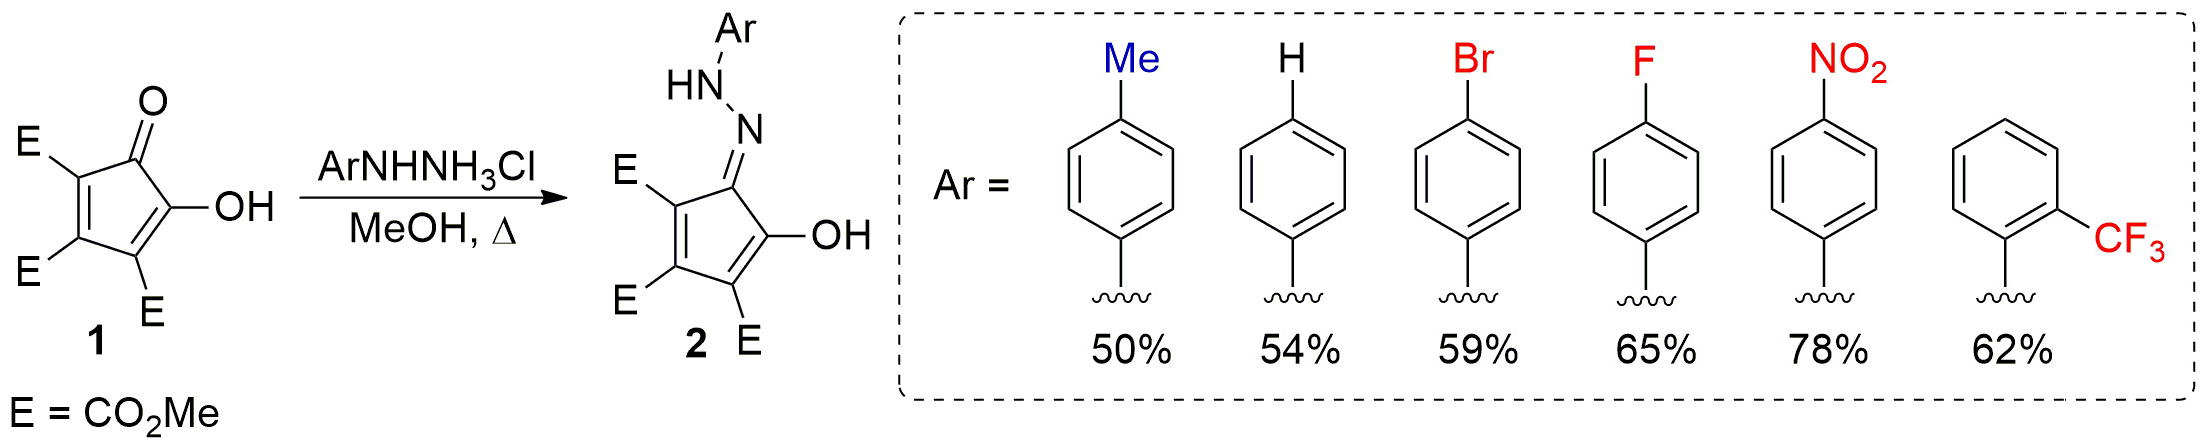 O
E
OH
E
E
1
E = CO₂Me
ArNHNH₃Cl
MeOH, Δ
Ar
HN
N
E
OH
E
E
2
Ar =
Me
H
Br
F
NO₂
CF₃
50%
54%
59%
65%
78%
62%